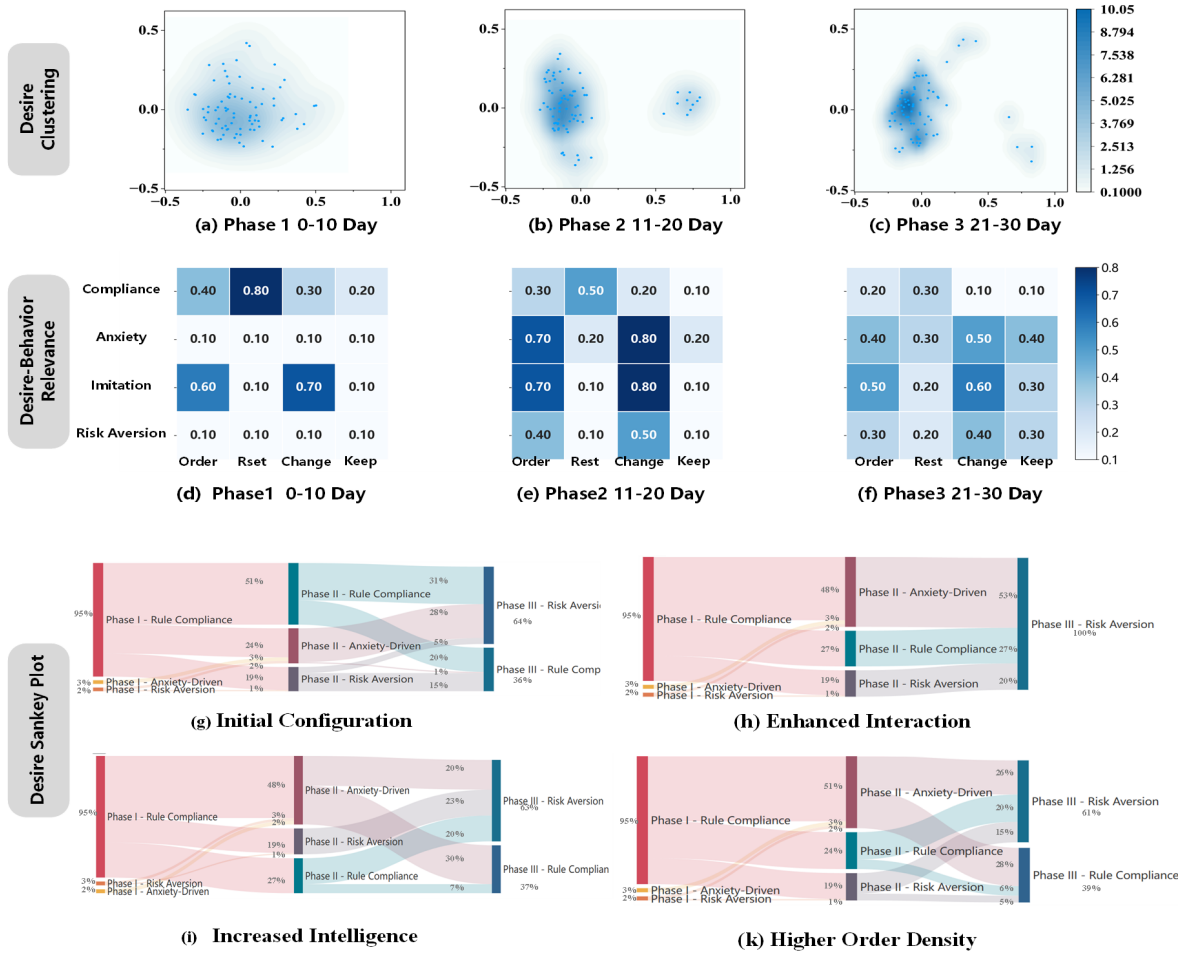 Desire
Clustering
0.5
0.0
−0.5
−0.5
0.0
0.5
1.0
(a) Phase 1 0-10 Day
0.5
0.0
−0.5
−0.5
0.0
0.5
1.0
(b) Phase 2 11-20 Day
0.5
0.0
−0.5
−0.5
0.0
0.5
1.0
(c) Phase 3 21-30 Day
10.05
8.794
7.538
6.281
5.025
3.769
2.513
1.256
0.1000
Desire-Behavior
Relevance
Compliance
Anxiety
Imitation
Risk Aversion
0.40 0.80 0.30 0.20
0.10 0.10 0.10 0.10
0.60 0.10 0.70 0.10
0.10 0.10 0.10 0.10
Order Rset Change Keep
(d) Phase1 0-10 Day
0.30 0.50 0.20 0.10
0.70 0.20 0.80 0.20
0.70 0.10 0.80 0.10
0.40 0.10 0.50 0.10
Order Rest Change Keep
(e) Phase2 11-20 Day
0.20 0.30 0.10 0.10
0.40 0.30 0.50 0.40
0.50 0.20 0.60 0.30
0.30 0.20 0.40 0.30
Order Rest Change Keep
(f) Phase3 21-30 Day
0.8
0.7
0.6
0.5
0.4
0.3
0.2
0.1
Desire Sankey Plot
95%
Phase I - Rule Compliance
3%
Phase I - Anxiety-Driven
2%
Phase I - Risk Aversion
51%
24%
3%
2%
19%
1%
Phase II - Rule Compliance
Phase II - Anxiety-Driven
Phase II - Risk Aversion
31%
28%
5%
20%
1%
15%
Phase III - Risk Aversi
64%
Phase III - Rule Comp
36%
(g) Initial Configuration
95%
Phase I - Rule Compliance
3%
Phase I - Anxiety-Driven
2%
Phase I - Risk Aversion
48%
3%
2%
27%
19%
1%
Phase II - Anxiety-Driven
Phase II - Rule Compliance
Phase II - Risk Aversion
53%
27%
20%
Phase III - Risk Aversion
100%
(h) Enhanced Interaction
95%
Phase I - Rule Compliance
3%
Phase I - Risk Aversion
2%
Phase I - Anxiety-Driven
48%
3%
2%
19%
1%
27%
Phase II - Anxiety-Driven
Phase II - Risk Aversion
Phase II - Rule Compliance
20%
23%
20%
30%
7%
Phase III - Risk Aversion
63%
Phase III - Rule Complian
37%
(i) Increased Intelligence
95%
Phase I - Rule Compliance
3%
Phase I - Anxiety-Driven
2%
Phase I - Risk Aversion
51%
3%
2%
24%
19%
1%
Phase II - Anxiety-Driven
Phase II - Rule Compliance
Phase II - Risk Aversion
26%
20%
15%
28%
6%
5%
Phase III - Risk Aversion
61%
Phase III - Rule Compliance
39%
(k) Higher Order Density